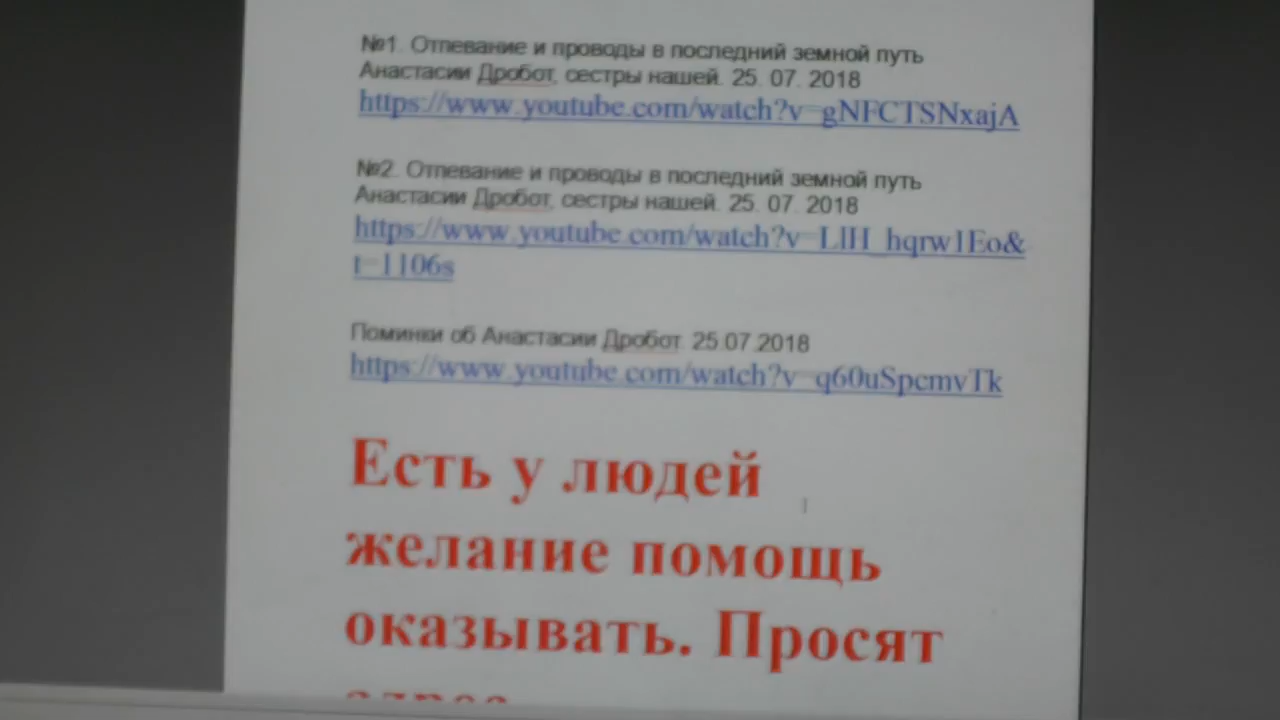 №1. Отпевание и проводы в последний земной путь
Анастасии Дробот, сестры нашей. 25. 07. 2018
https://www.youtube.com/watch?v=gNFCTSNxajA
№2. Отпевание и проводы в последний земной путь
Анастасии Дробот, сестры нашей. 25. 07. 2018
https://www.youtube.com/watch?v=LlH_hqrw1Eo&
t=1106s
Поминки об Анастасии Дробот. 25.07.2018
https://www.youtube.com/watch?v=q60uSpcmvTk
Есть у людей
желание помощь
оказывать. Просят